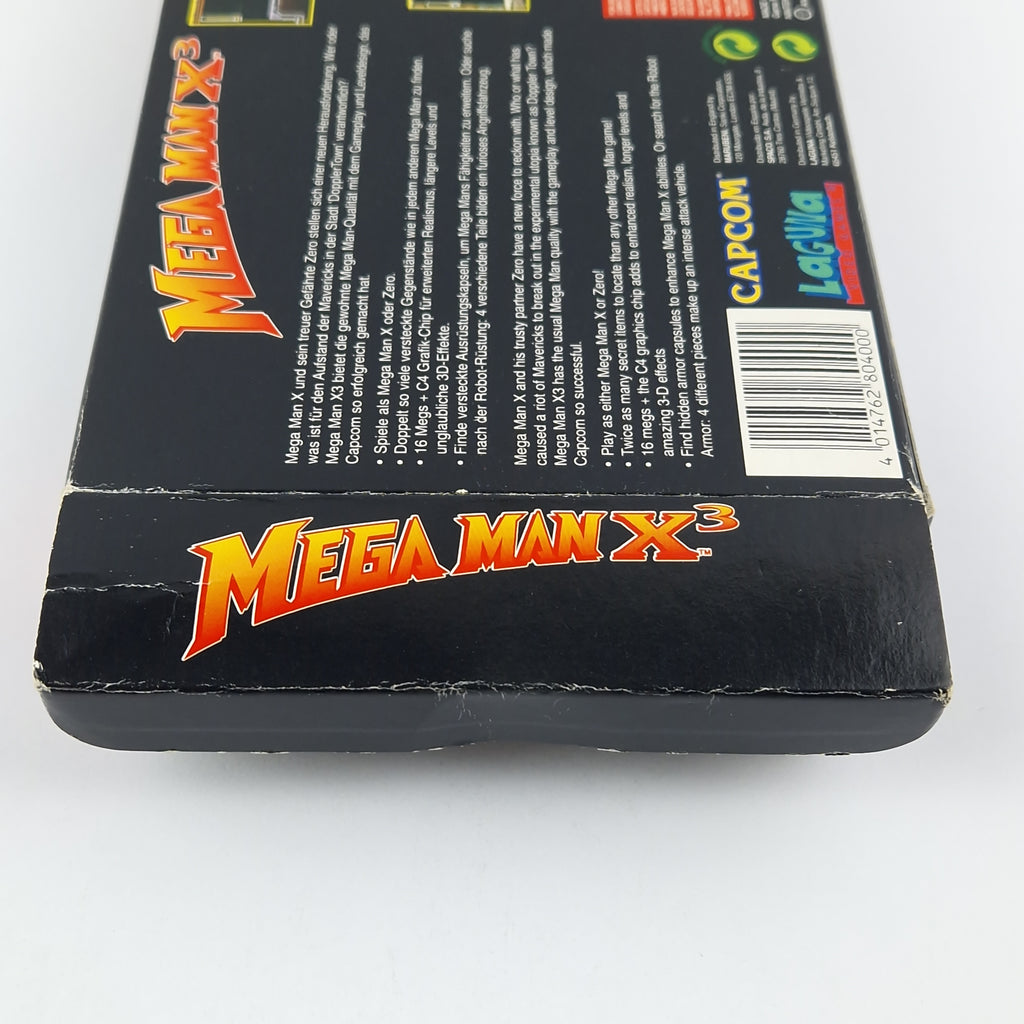 MEGA MAN X3
Mega Man X und sein treuer Gefährte Zero stellen sich einer neuen Herausforderung. Wer oder
was ist für den Aufstand der Mavericks in der Stadt 'DopplerTown' verantwortlich?
Mega Man X3 bietet die gewohnte Mega Man-Qualität mit dem Gameplay und Leveldesign, das
Capcom so erfolgreich gemacht hat.
• Spiele als Mega Man X oder Zero.
• Doppelt so viele versteckte Gegenstände wie in jedem anderen Mega Man zu finden.
• 16 Megs + C4 Grafik-Chip für erweiterten Realismus, längere Levels und
unglaubliche 3D-Effekte.
• Finde versteckte Ausrüstungskapseln, um Mega Mans Fähigkeiten zu erweitern. Oder suche
nach der Robot-Rüstung: 4 verschiedene Teile bilden ein furioses Angriffsfahrzeug.
Mega Man X and his trusty partner Zero have a new force to reckon with. Who or what has
caused a riot of Mavericks to break out in the experimental utopia known as Doppler Town?
Mega Man X3 has the usual Mega Man quality with the gameplay and level design, which made
Capcom so successful.
• Play as either Mega Man X or Zero!
• Twice as many secret items to locate than any other Mega Man game!
• 16 megs + the C4 graphics chip adds to enhanced realism, longer levels and
amazing 3-D effects
• Find hidden armor capsules to enhance Mega Man X abilities. Or search for the Robot
Armor: 4 different pieces make up an intense attack vehicle.
CAPCOM
LAGUNA
4 014762 804000
MEGA MAN X3™